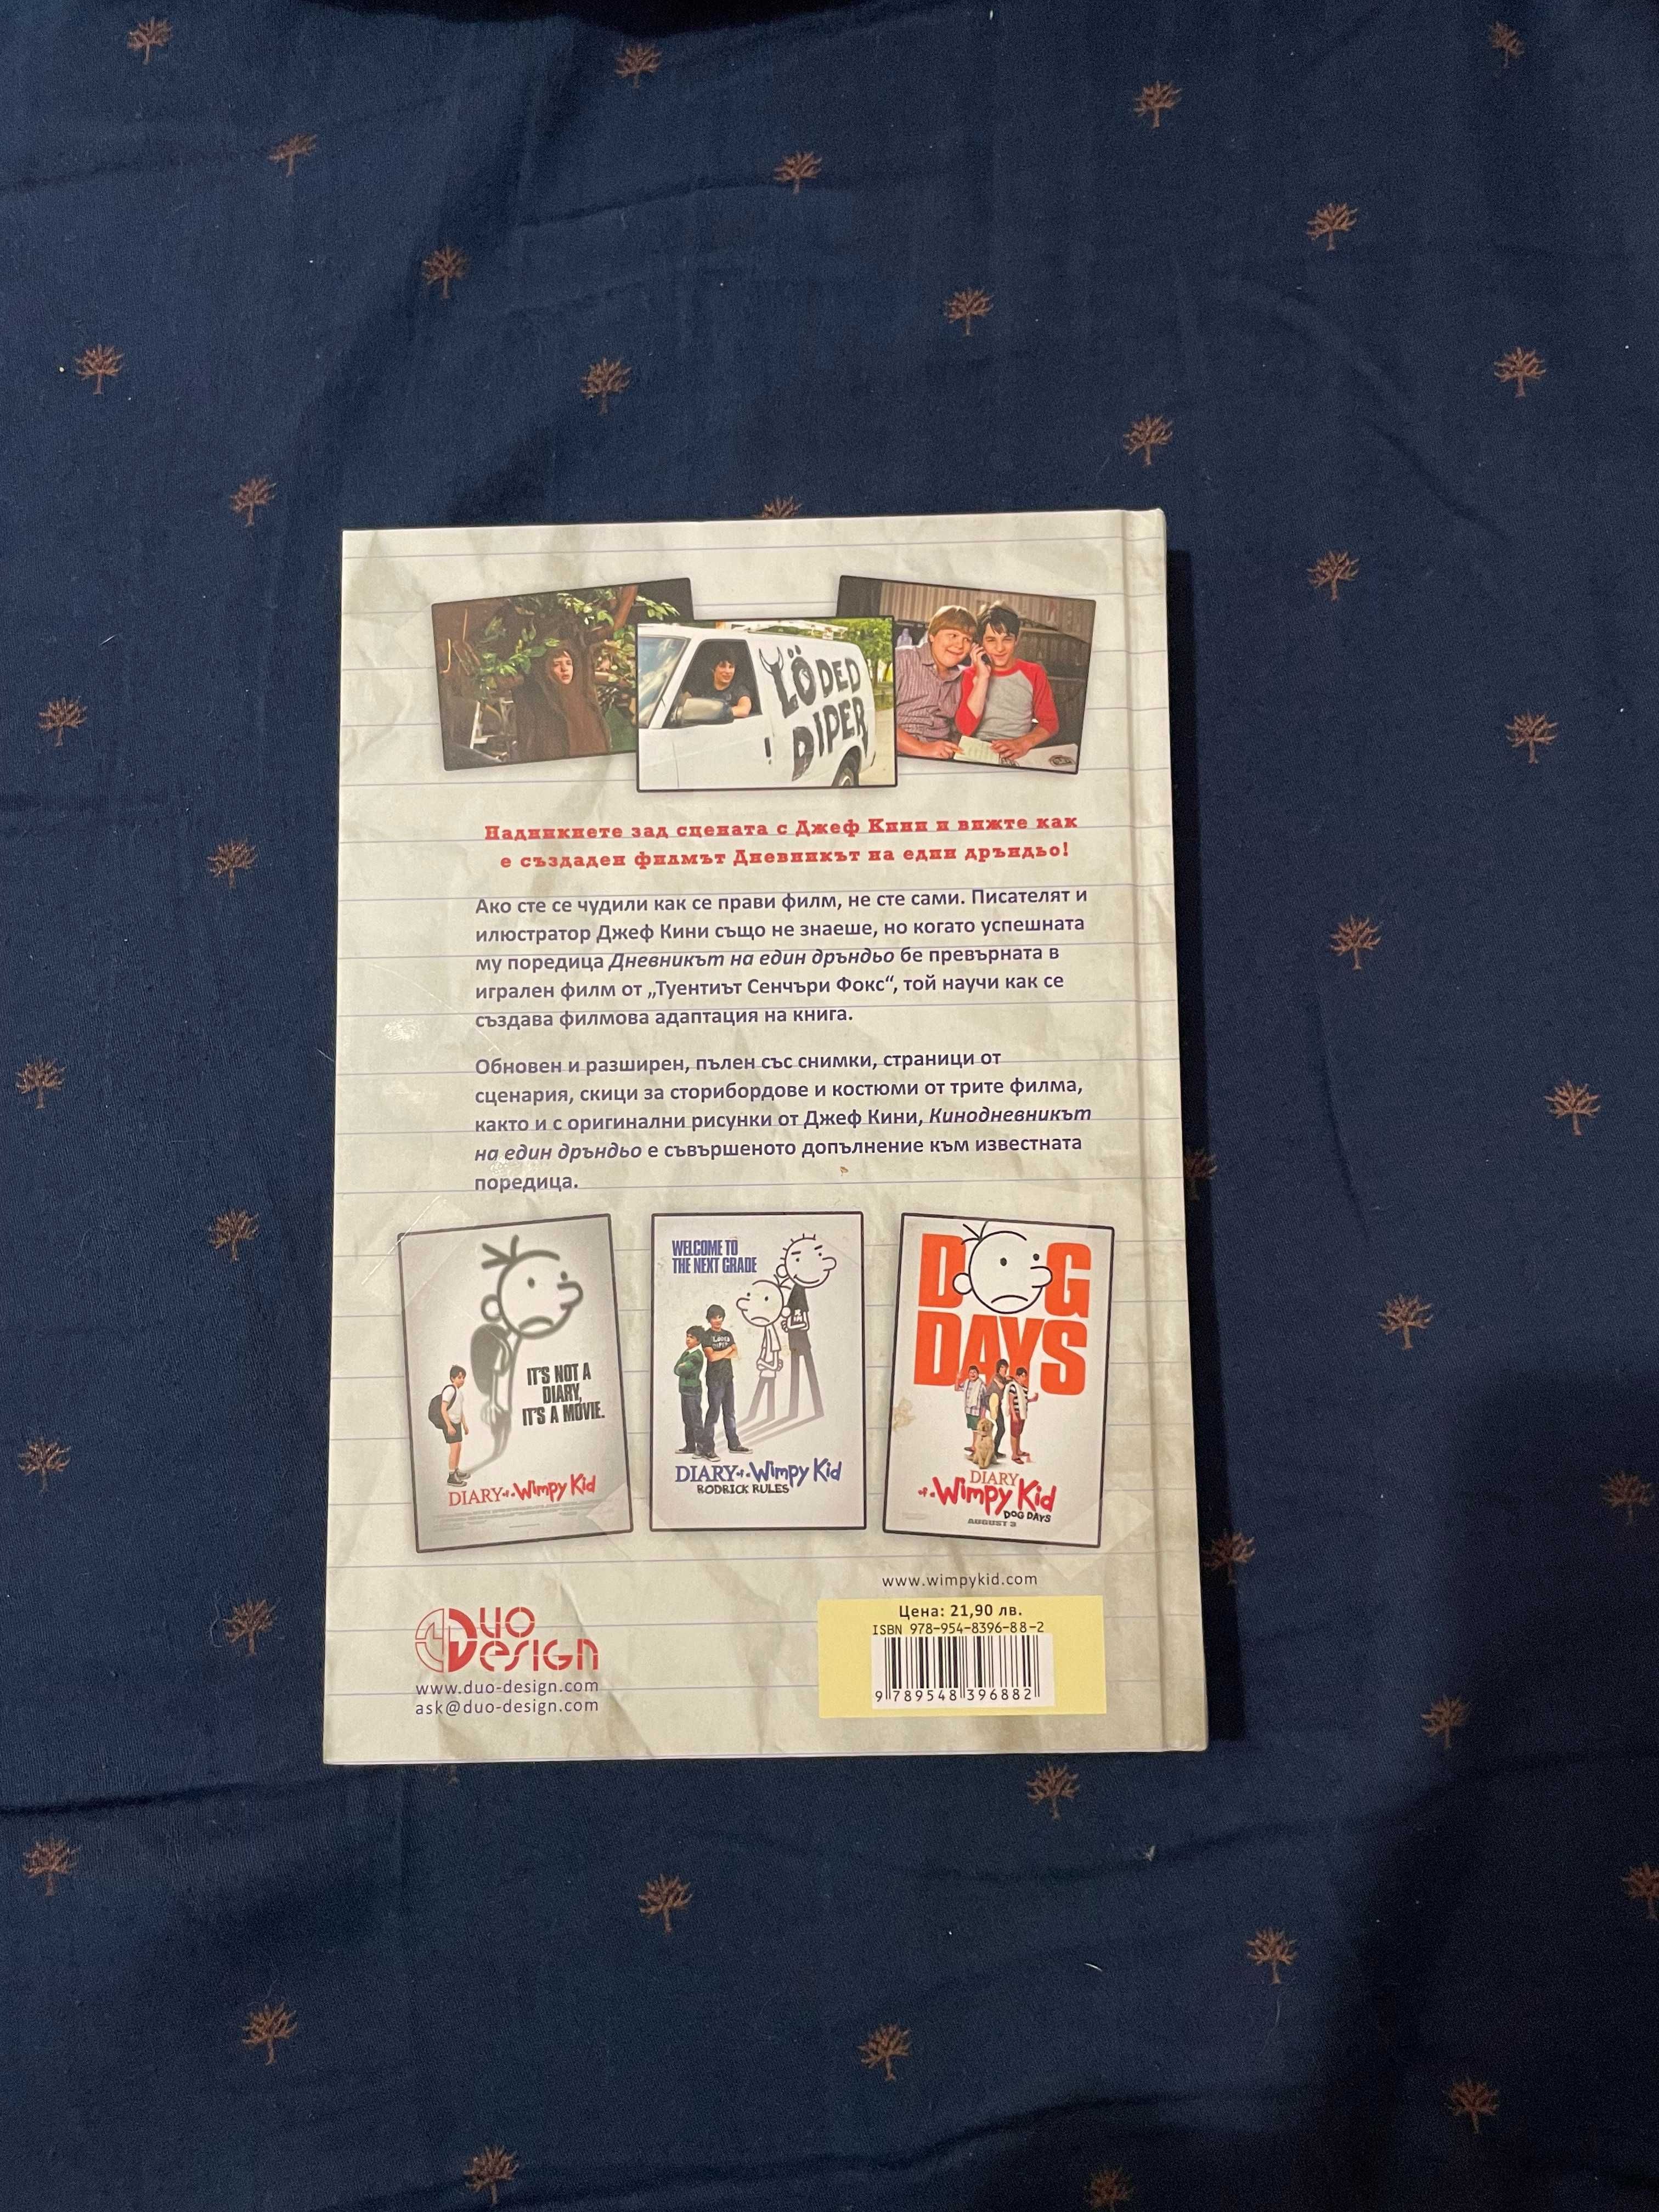 LÖDED
DIPER
Надникнете зад сцената с Джеф Кини и вижте как
е създаден филмът Дневникът на един дръндьо!
Ако сте се чудили как се прави филм, не сте сами. Писателят и
илюстратор Джеф Кини също не знаеше, но когато успешната
му поредица Дневникът на един дръндьо бе превърната в
игрален филм от „Туентиът Сенчъри Фокс“, той научи как се
създава филмова адаптация на книга.
Обновен и разширен, пълен със снимки, страници от
сценария, скици за сторибордове и костюми от трите филма,
както и с оригинални рисунки от Джеф Кини, Кинодневникът
на един дръндьо е съвършеното допълнение към известната
поредица.
IT'S NOT A
DIARY,
IT'S A MOVIE.
DIARY of a Wimpy Kid
WELCOME TO
THE NEXT GRADE
LÖDED
DIPER
DIARY of a Wimpy Kid
RODRICK RULES
DOG
DAYS
DIARY
of a Wimpy Kid
DOG DAYS
AUGUST 3
www.wimpykid.com
Duo
Design
www.duo-design.com
ask@duo-design.com
Цена: 21,90 лв.
ISBN 978-954-8396-88-2
9 789548 396882